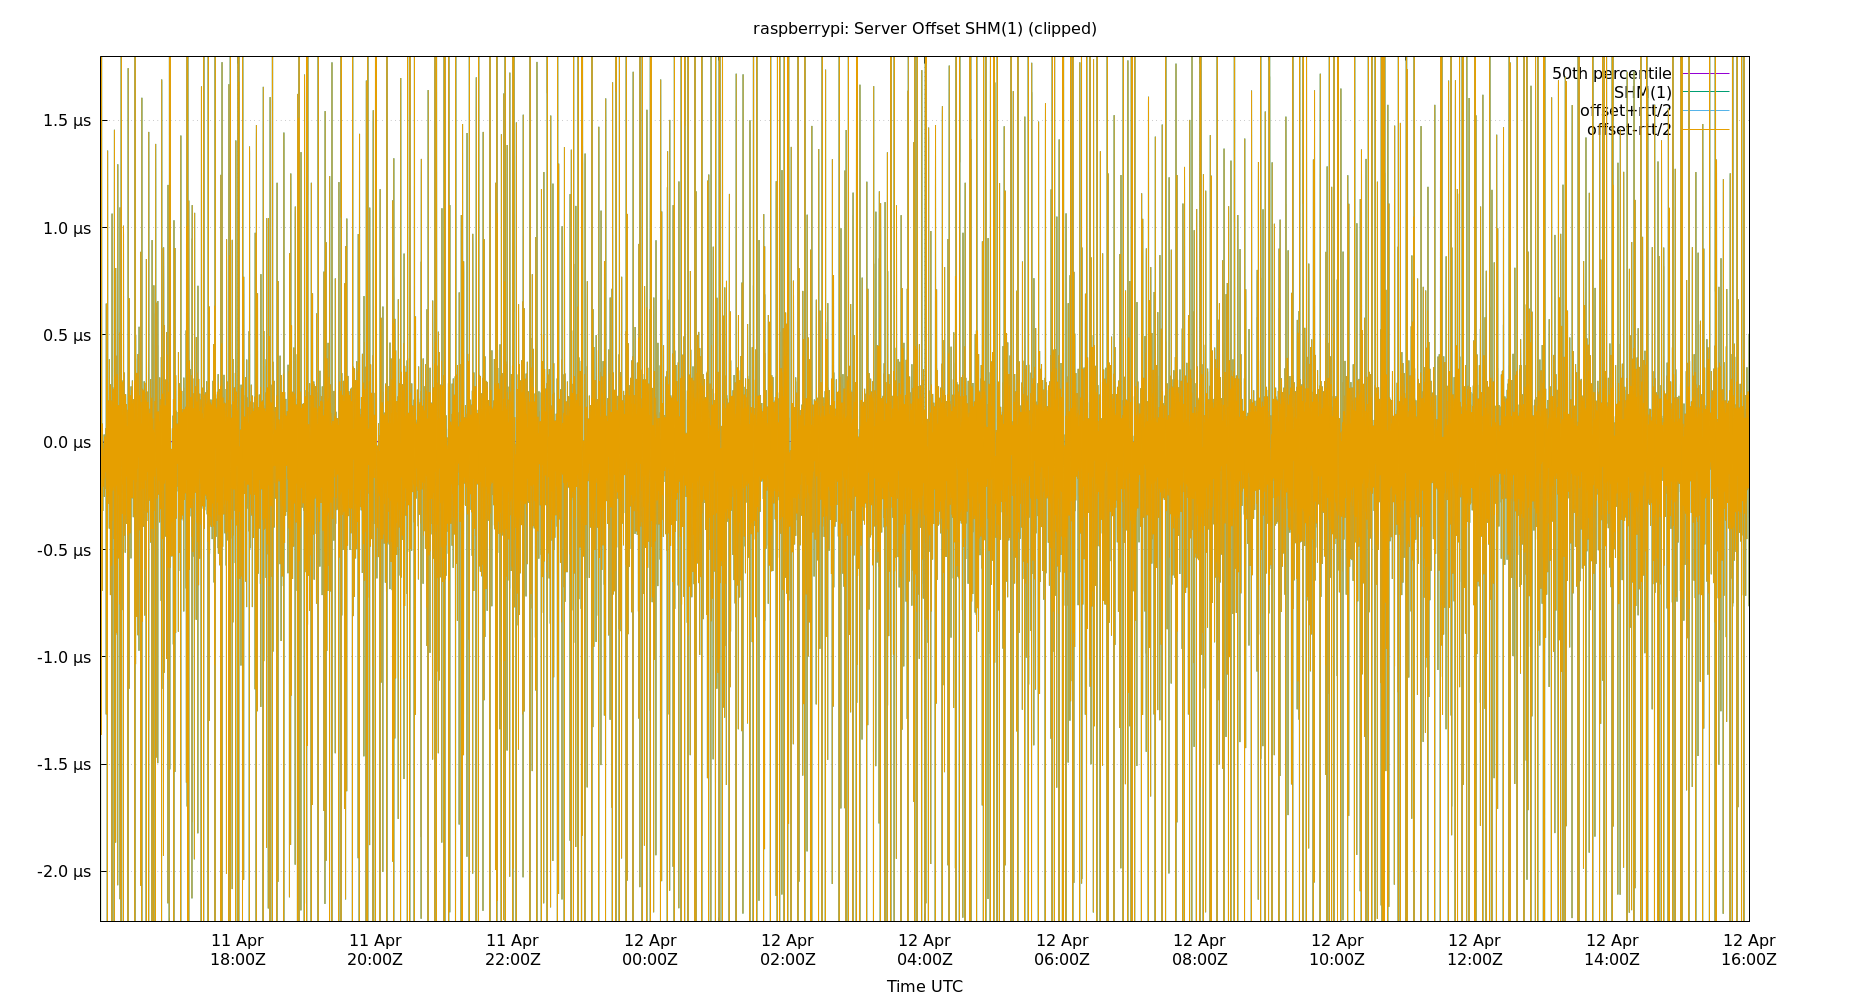 raspberrypi: Server Offset SHM(1) (clipped)
50th percentile
SHM(1)
offset+rtt/2
offset-rtt/2
1.5 µs
1.0 µs
0.5 µs
0.0 µs
-0.5 µs
-1.0 µs
-1.5 µs
-2.0 µs
11 Apr 11 Apr 11 Apr 12 Apr 12 Apr 12 Apr 12 Apr 12 Apr 12 Apr 12 Apr 12 Apr 12 Apr
18:00Z 20:00Z 22:00Z 00:00Z 02:00Z 04:00Z 06:00Z 08:00Z 10:00Z 12:00Z 14:00Z 16:00Z
Time UTC